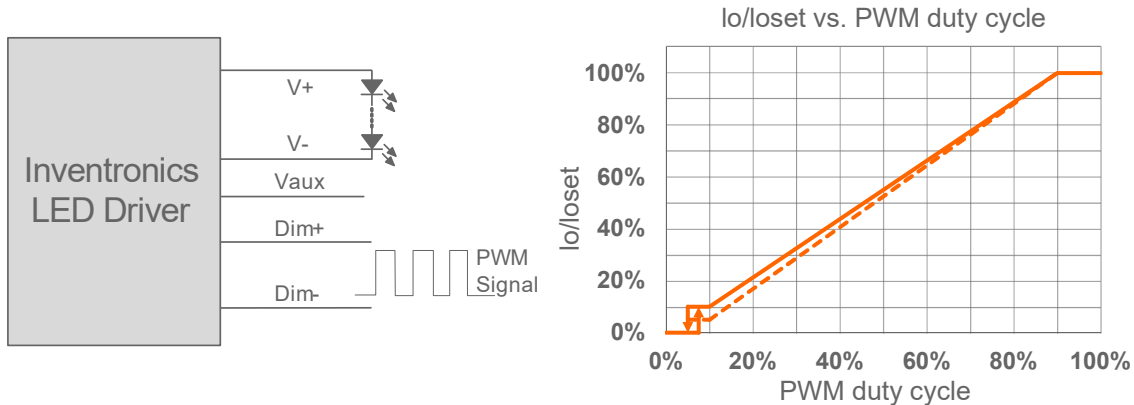 Inventronics
LED Driver
V+
V-
Vaux
Dim+
Dim-
PWM
Signal
Io/Ioset vs. PWM duty cycle
Io/Ioset
100%
80%
60%
40%
20%
0%
0% 20% 40% 60% 80% 100%
PWM duty cycle